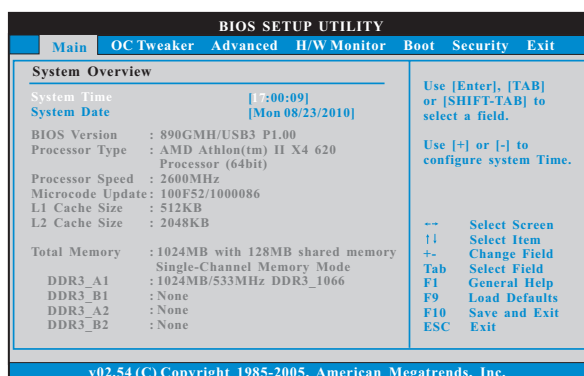 BIOS SETUP UTILITY
Main OC Tweaker Advanced H/W Monitor Boot Security Exit
System Overview
System Time [17:00:09]
System Date [Mon 08/23/2010]
BIOS Version : 890GMH/USB3 P1.00
Processor Type : AMD Athlon(tm) II X4 620
Processor (64bit)
Processor Speed : 2600MHz
Microcode Update : 100F52/1000086
L1 Cache Size : 512KB
L2 Cache Size : 2048KB
Total Memory : 1024MB with 128MB shared memory
Single-Channel Memory Mode
DDR3_A1 : 1024MB/533MHz DDR3_1066
DDR3_B1 : None
DDR3_A2 : None
DDR3_B2 : None
Use [Enter], [TAB]
or [SHIFT-TAB] to
select a field.
Use [+] or [-] to
configure system Time.
←→ Select Screen
↑↓ Select Item
+- Change Field
Tab Select Field
F1 General Help
F9 Load Defaults
F10 Save and Exit
ESC Exit
v02.54 (C) Copyright 1985-2005, American Megatrends, Inc.